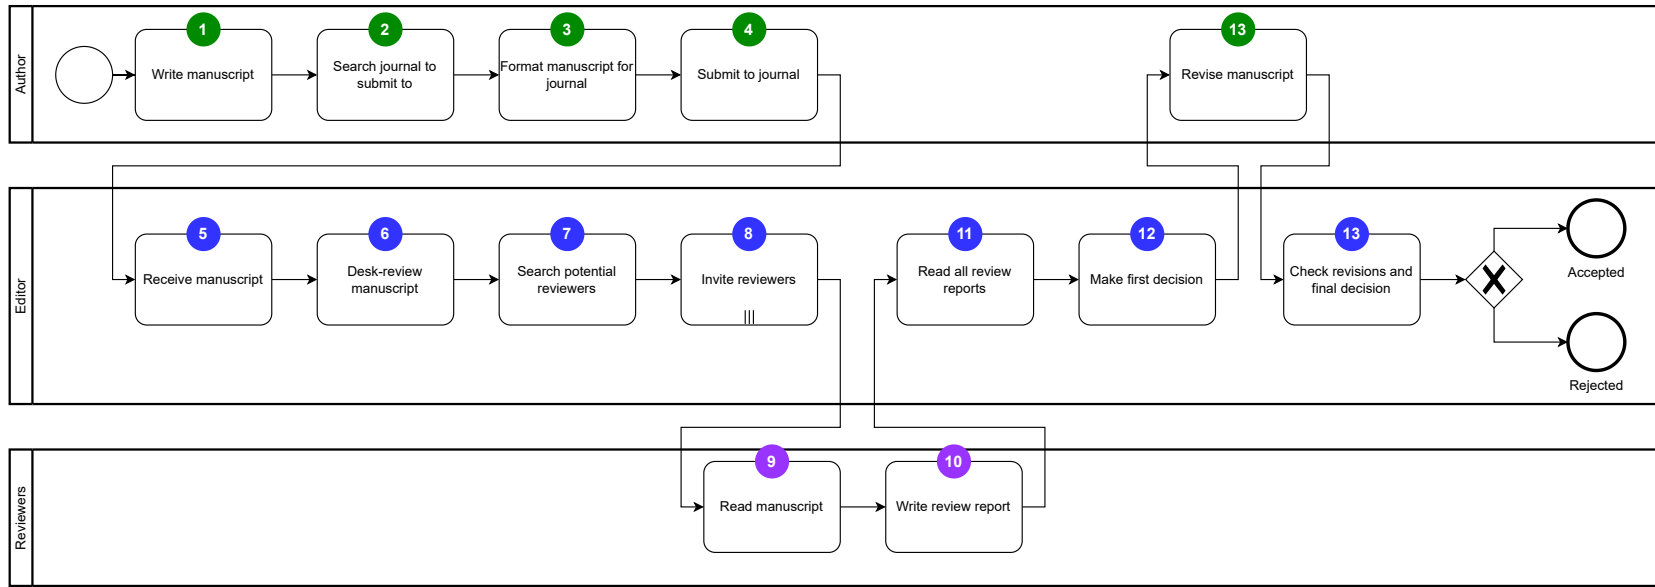 Author
1
Write manuscript
2
Search journal to
submit to
3
Format manuscript for
journal
4
Submit to journal
13
Revise manuscript
Editor
5
Receive manuscript
6
Desk-review
manuscript
7
Search potential
reviewers
8
Invite reviewers
11
Read all review
reports
12
Make first decision
13
Check revisions and
final decision
Accepted
Rejected
Reviewers
9
Read manuscript
10
Write review report